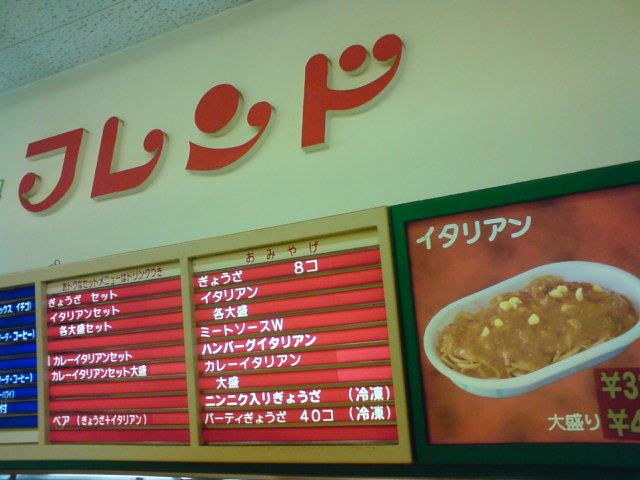 フレンド
おトクなセットメニューはドリンクつき
ぎょうざ セット
イタリアンセット
各大盛セット
カレーイタリアンセット
カレーイタリアンセット大盛
ペア (ぎょうざ+イタリアン)
おみやげ
ぎょうざ 8コ
イタリアン
各大盛
ミートソースW
ハンバーグイタリアン
カレーイタリアン
大盛
ニンニク入りぎょうざ (冷凍)
パーティぎょうざ 40コ (冷凍)
イタリアン
大盛り